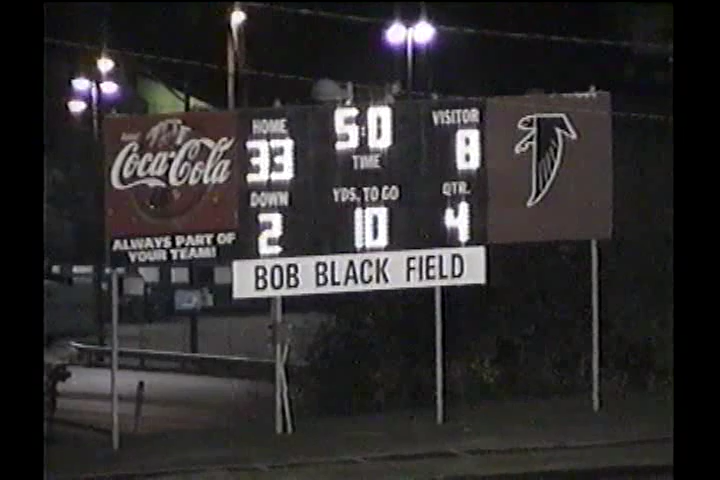 HOME
33
5:0
TIME
VISITOR
8
DOWN
2
YDS. TO GO
10
QTR.
4
Coca-Cola
ALWAYS PART OF
YOUR TEAM!
BOB BLACK FIELD